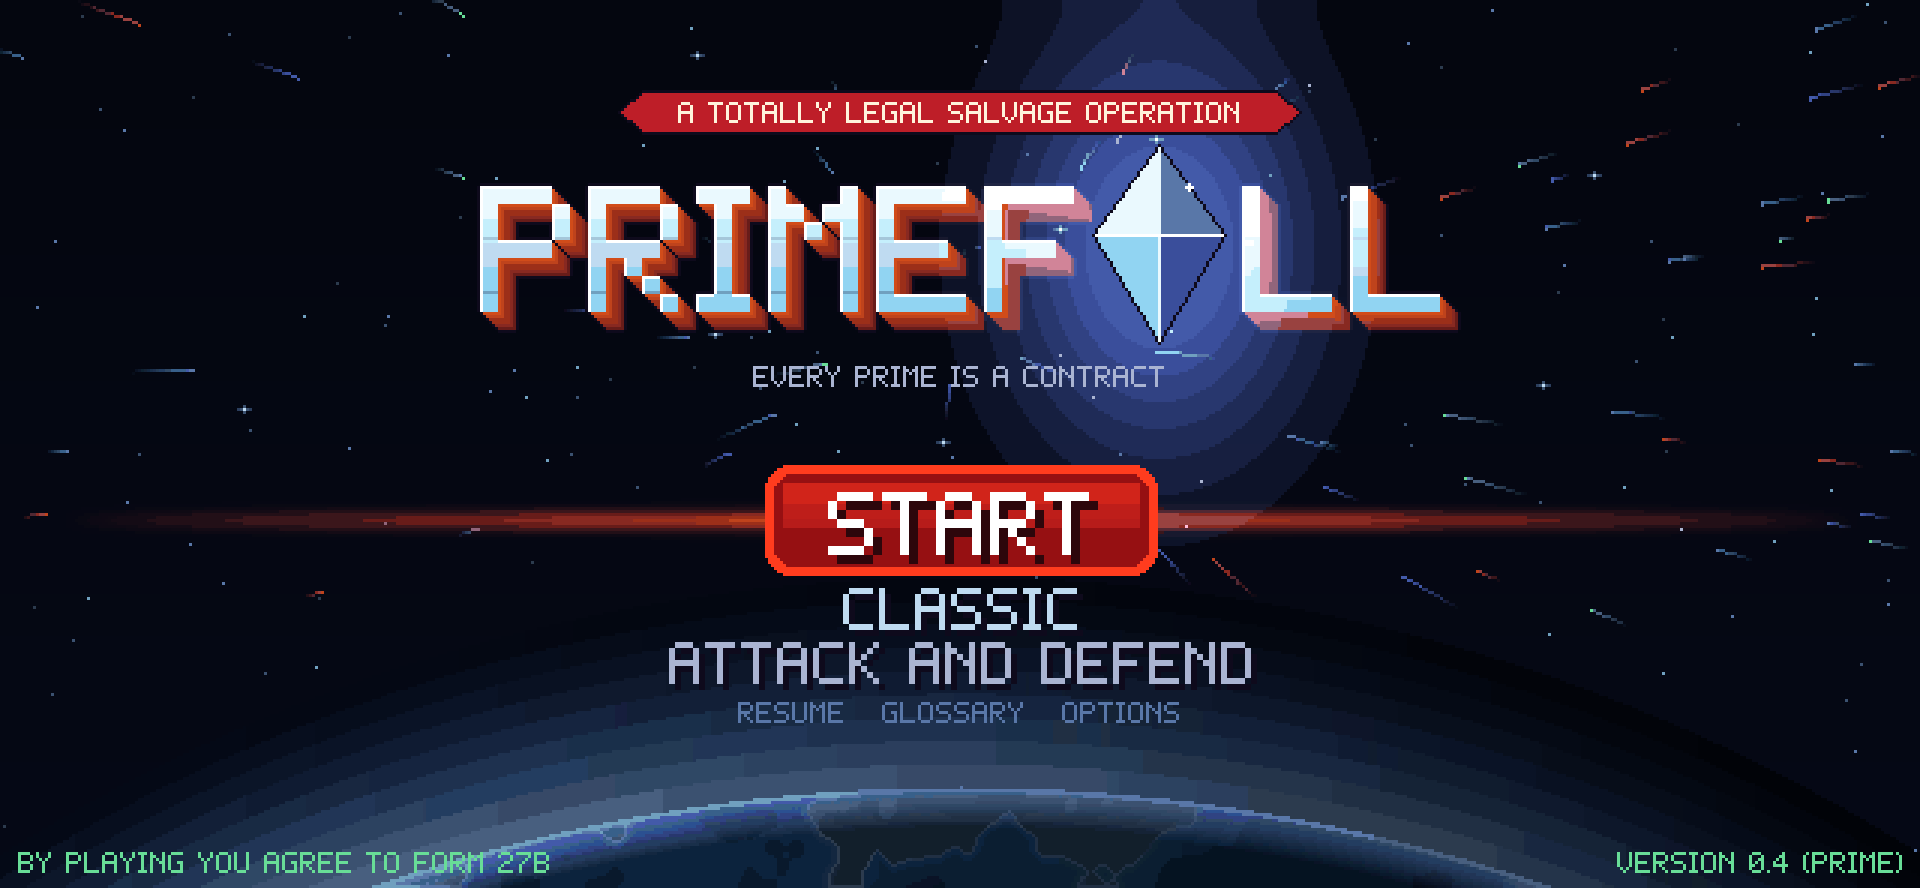 A TOTALLY LEGAL SALVAGE OPERATION
PRIMEFALL
EVERY PRIME IS A CONTRACT
START
CLASSIC
ATTACK AND DEFEND
RESUME GLOSSARY OPTIONS
BY PLAYING YOU AGREE TO FORM 27B
VERSION 0.4 (PRIME)